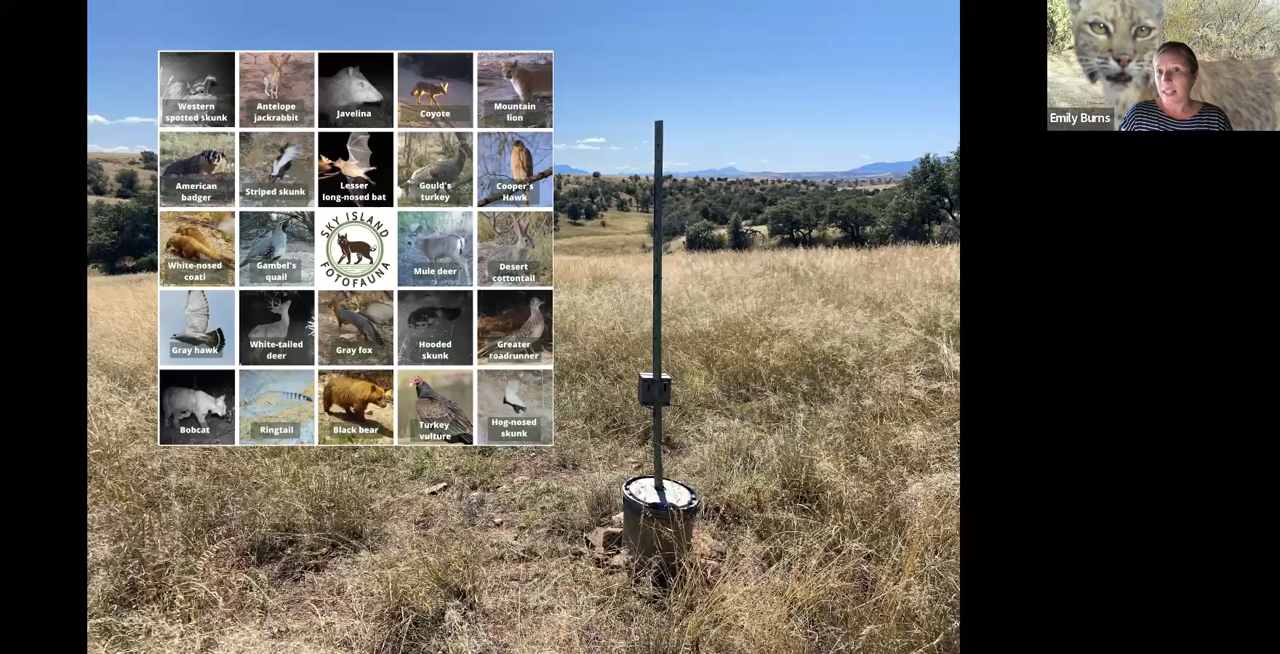 Western
spotted skunk
Antelope
jackrabbit
Javelina
Coyote
Mountain
lion
American
badger
Striped skunk
Lesser
long-nosed bat
Gould's
turkey
Cooper's
Hawk
White-nosed
coati
Gambel's
quail
SKY ISLAND
FOTOFAUNA
Mule deer
Desert
cottontail
Gray hawk
White-tailed
deer
Gray fox
Hooded
skunk
Greater
roadrunner
Bobcat
Ringtail
Black bear
Turkey
vulture
Hog-nosed
skunk
Emily Burns